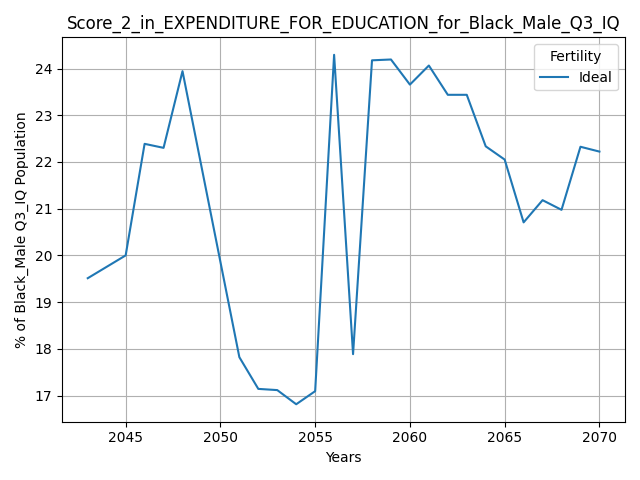 Score_2_in_EXPENDITURE_FOR_EDUCATION_for_Black_Male_Q3_IQ
Fertility
Ideal
% of Black_Male Q3_IQ Population
24
23
22
21
20
19
18
17
2045 2050 2055 2060 2065 2070
Years